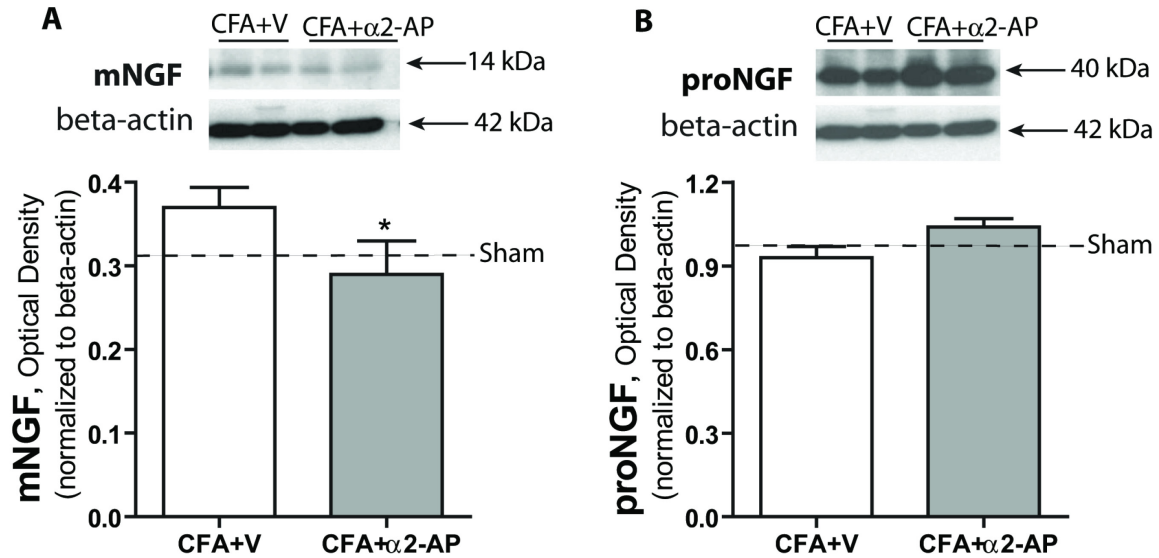 A
CFA+V CFA+α2-AP
mNGF
14 kDa
beta-actin
42 kDa
mNGF, Optical Density
(normalized to beta-actin)
0.4
0.3
0.2
0.1
0.0
Sham
*
CFA+V CFA+α2-AP
B
CFA+V CFA+α2-AP
proNGF
40 kDa
beta-actin
42 kDa
proNGF, Optical Density
(normalized to beta-actin)
1.2
0.9
0.6
0.3
0.0
Sham
CFA+V CFA+α2-AP